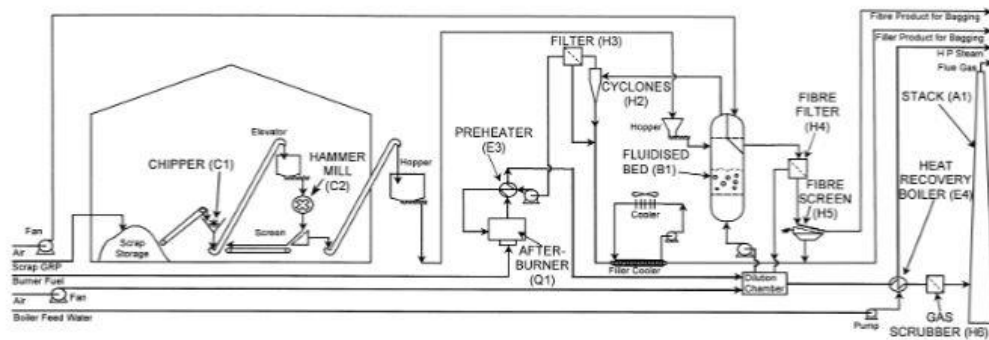 Fibre Product for Bagging
Filler Product for Bagging
H P Steam
Flue Gas
FILTER (H3)
CYCLONES
(H2)
STACK (A1)
Elevator
CHIPPER (C1)
HAMMER
MILL
(C2)
Hopper
PREHEATER
(E3)
Hopper
FIBRE
FILTER
(H4)
FLUIDISED
BED (B1)
HEAT
RECOVERY
BOILER (E4)
FIBRE
SCREEN
(H5)
Cooler
Fan
Air
Scrap
Storage
Screen
AFTER-
BURNER
(Q1)
Filler Cooler
Scrap GRP
Burner Fuel
Dilution
Chamber
Air
Fan
Boiler Feed Water
Pump
GAS
SCRUBBER (H6)